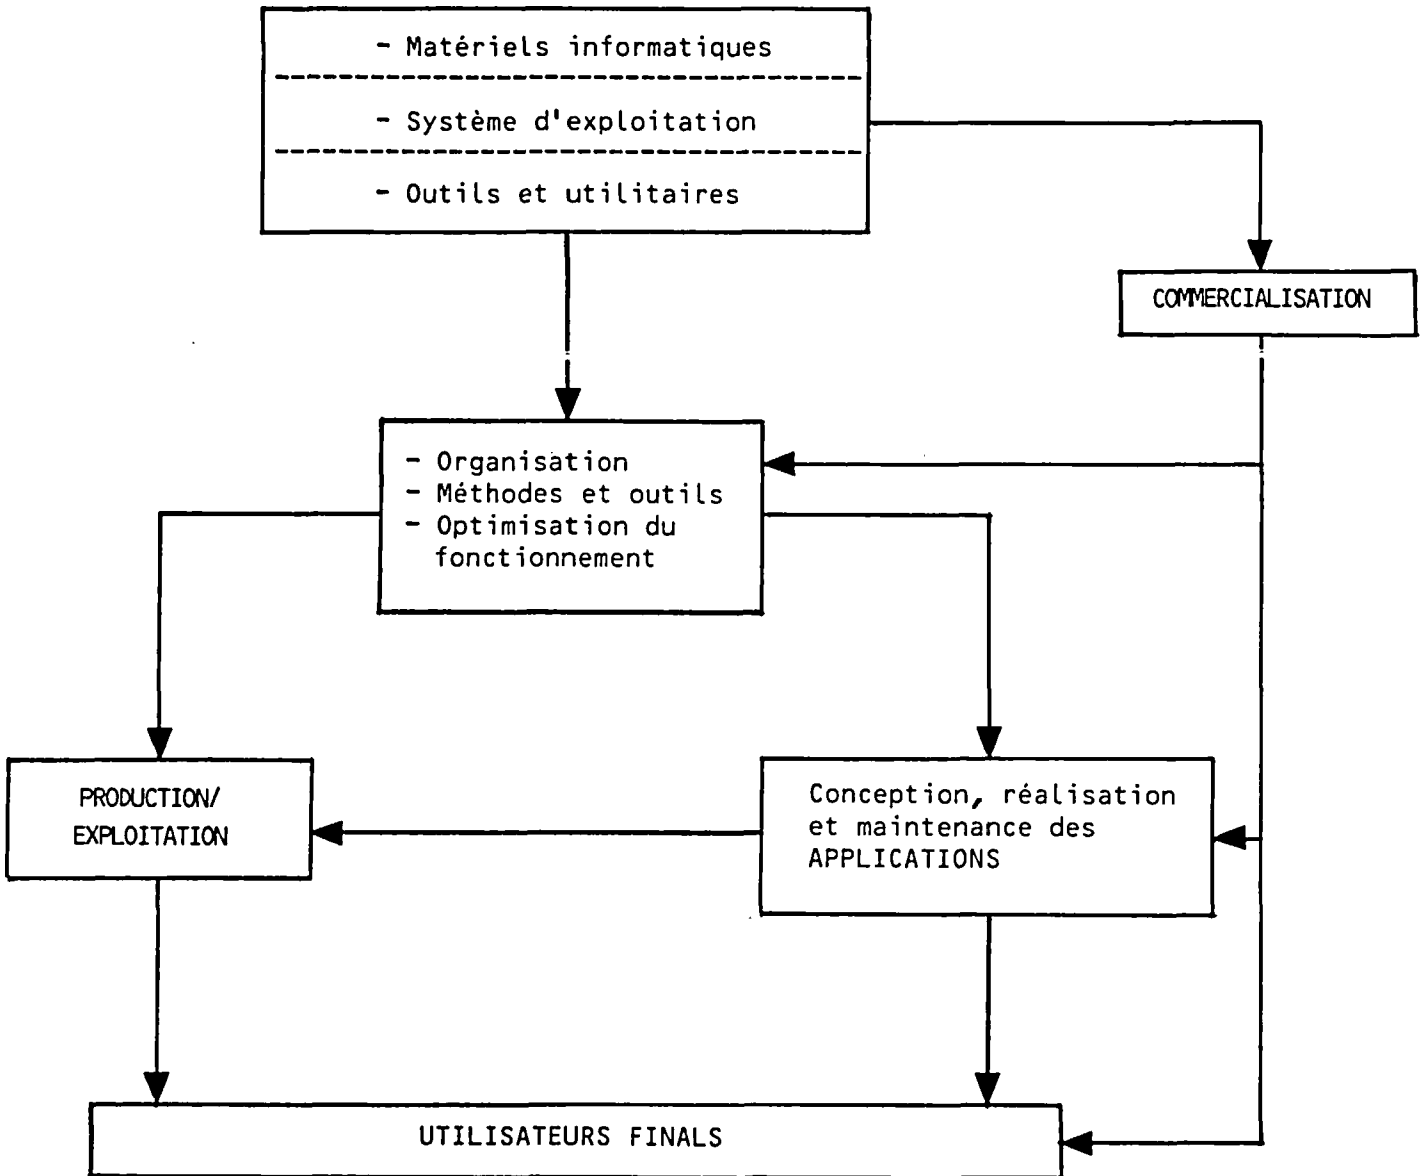 - Matériels informatiques
- Système d'exploitation
- Outils et utilitaires
COMMERCIALISATION
- Organisation
- Méthodes et outils
- Optimisation du
fonctionnement
PRODUCTION/
EXPLOITATION
Conception, réalisation
et maintenance des
APPLICATIONS
UTILISATEURS FINALS